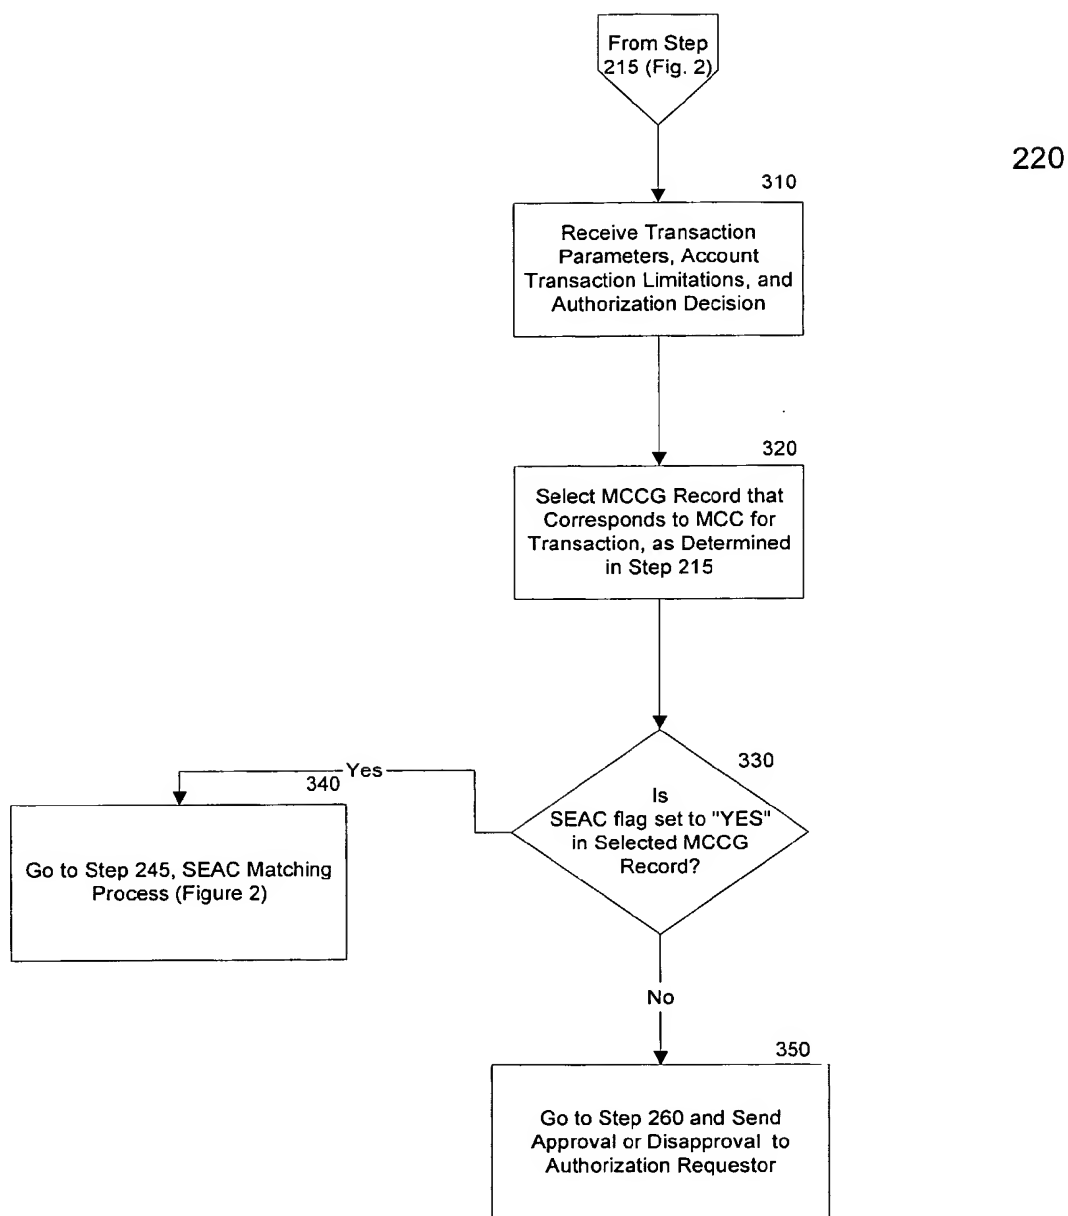 From Step
215 (Fig. 2)
220
310
Receive Transaction
Parameters, Account
Transaction Limitations, and
Authorization Decision
320
Select MCCG Record that
Corresponds to MCC for
Transaction, as Determined
in Step 215
330
Is
SEAC flag set to "YES"
in Selected MCCG
Record?
Yes
340
Go to Step 245, SEAC Matching
Process (Figure 2)
No
350
Go to Step 260 and Send
Approval or Disapproval to
Authorization Requestor